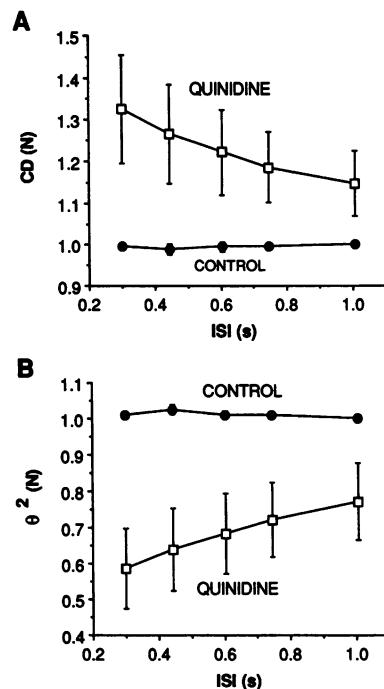 A
1.5
1.4
1.3
1.2
1.1
1.0
0.9
CD (N)
QUINIDINE
CONTROL
0.2 0.4 0.6 0.8 1.0
ISI (s)
B
1.1
1.0
0.9
0.8
0.7
0.6
0.5
0.4
θ 2 (N)
CONTROL
QUINIDINE
0.2 0.4 0.6 0.8 1.0
ISI (s)